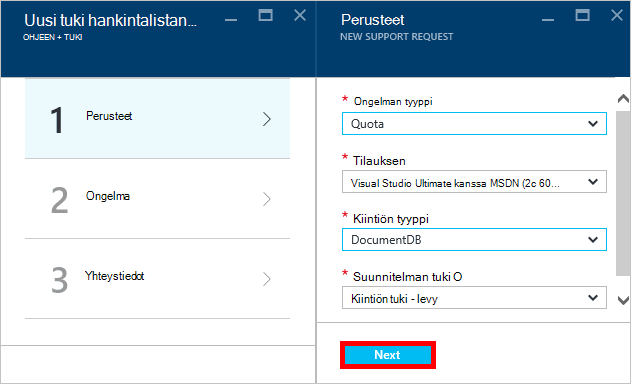 Uusi tuki hankintalistan...
OHJEEN + TUKI
1 Perusteet
2 Ongelma
3 Yhteystiedot
Perusteet
NEW SUPPORT REQUEST
* Ongelman tyyppi
Quota
* Tilauksen
Visual Studio Ultimate kanssa MSDN (2c 60...
* Kiintiön tyyppi
DocumentDB
* Suunnitelman tuki O
Kiintiön tuki - levy
Next